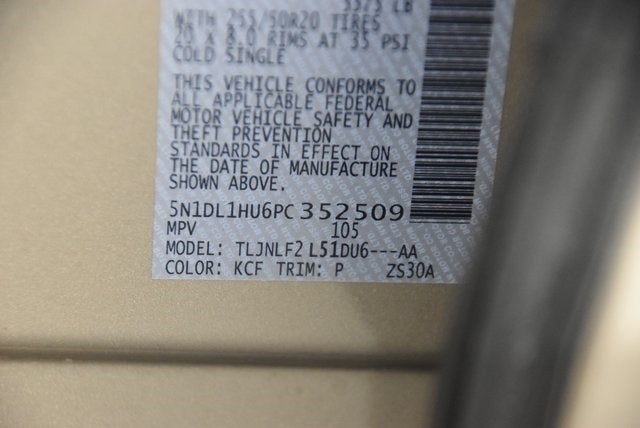 5575 LB
WITH 255/50R20 TIRES
20 X 8.0 RIMS AT 35 PSI
COLD SINGLE
THIS VEHICLE CONFORMS TO
ALL APPLICABLE FEDERAL
MOTOR VEHICLE SAFETY AND
THEFT PREVENTION
STANDARDS IN EFFECT ON
THE DATE OF MANUFACTURE
SHOWN ABOVE.
5N1DL1HU6PC352509
MPV 105
MODEL: TLJNLF2 L51DU6---AA
COLOR: KCF TRIM: P ZS30A